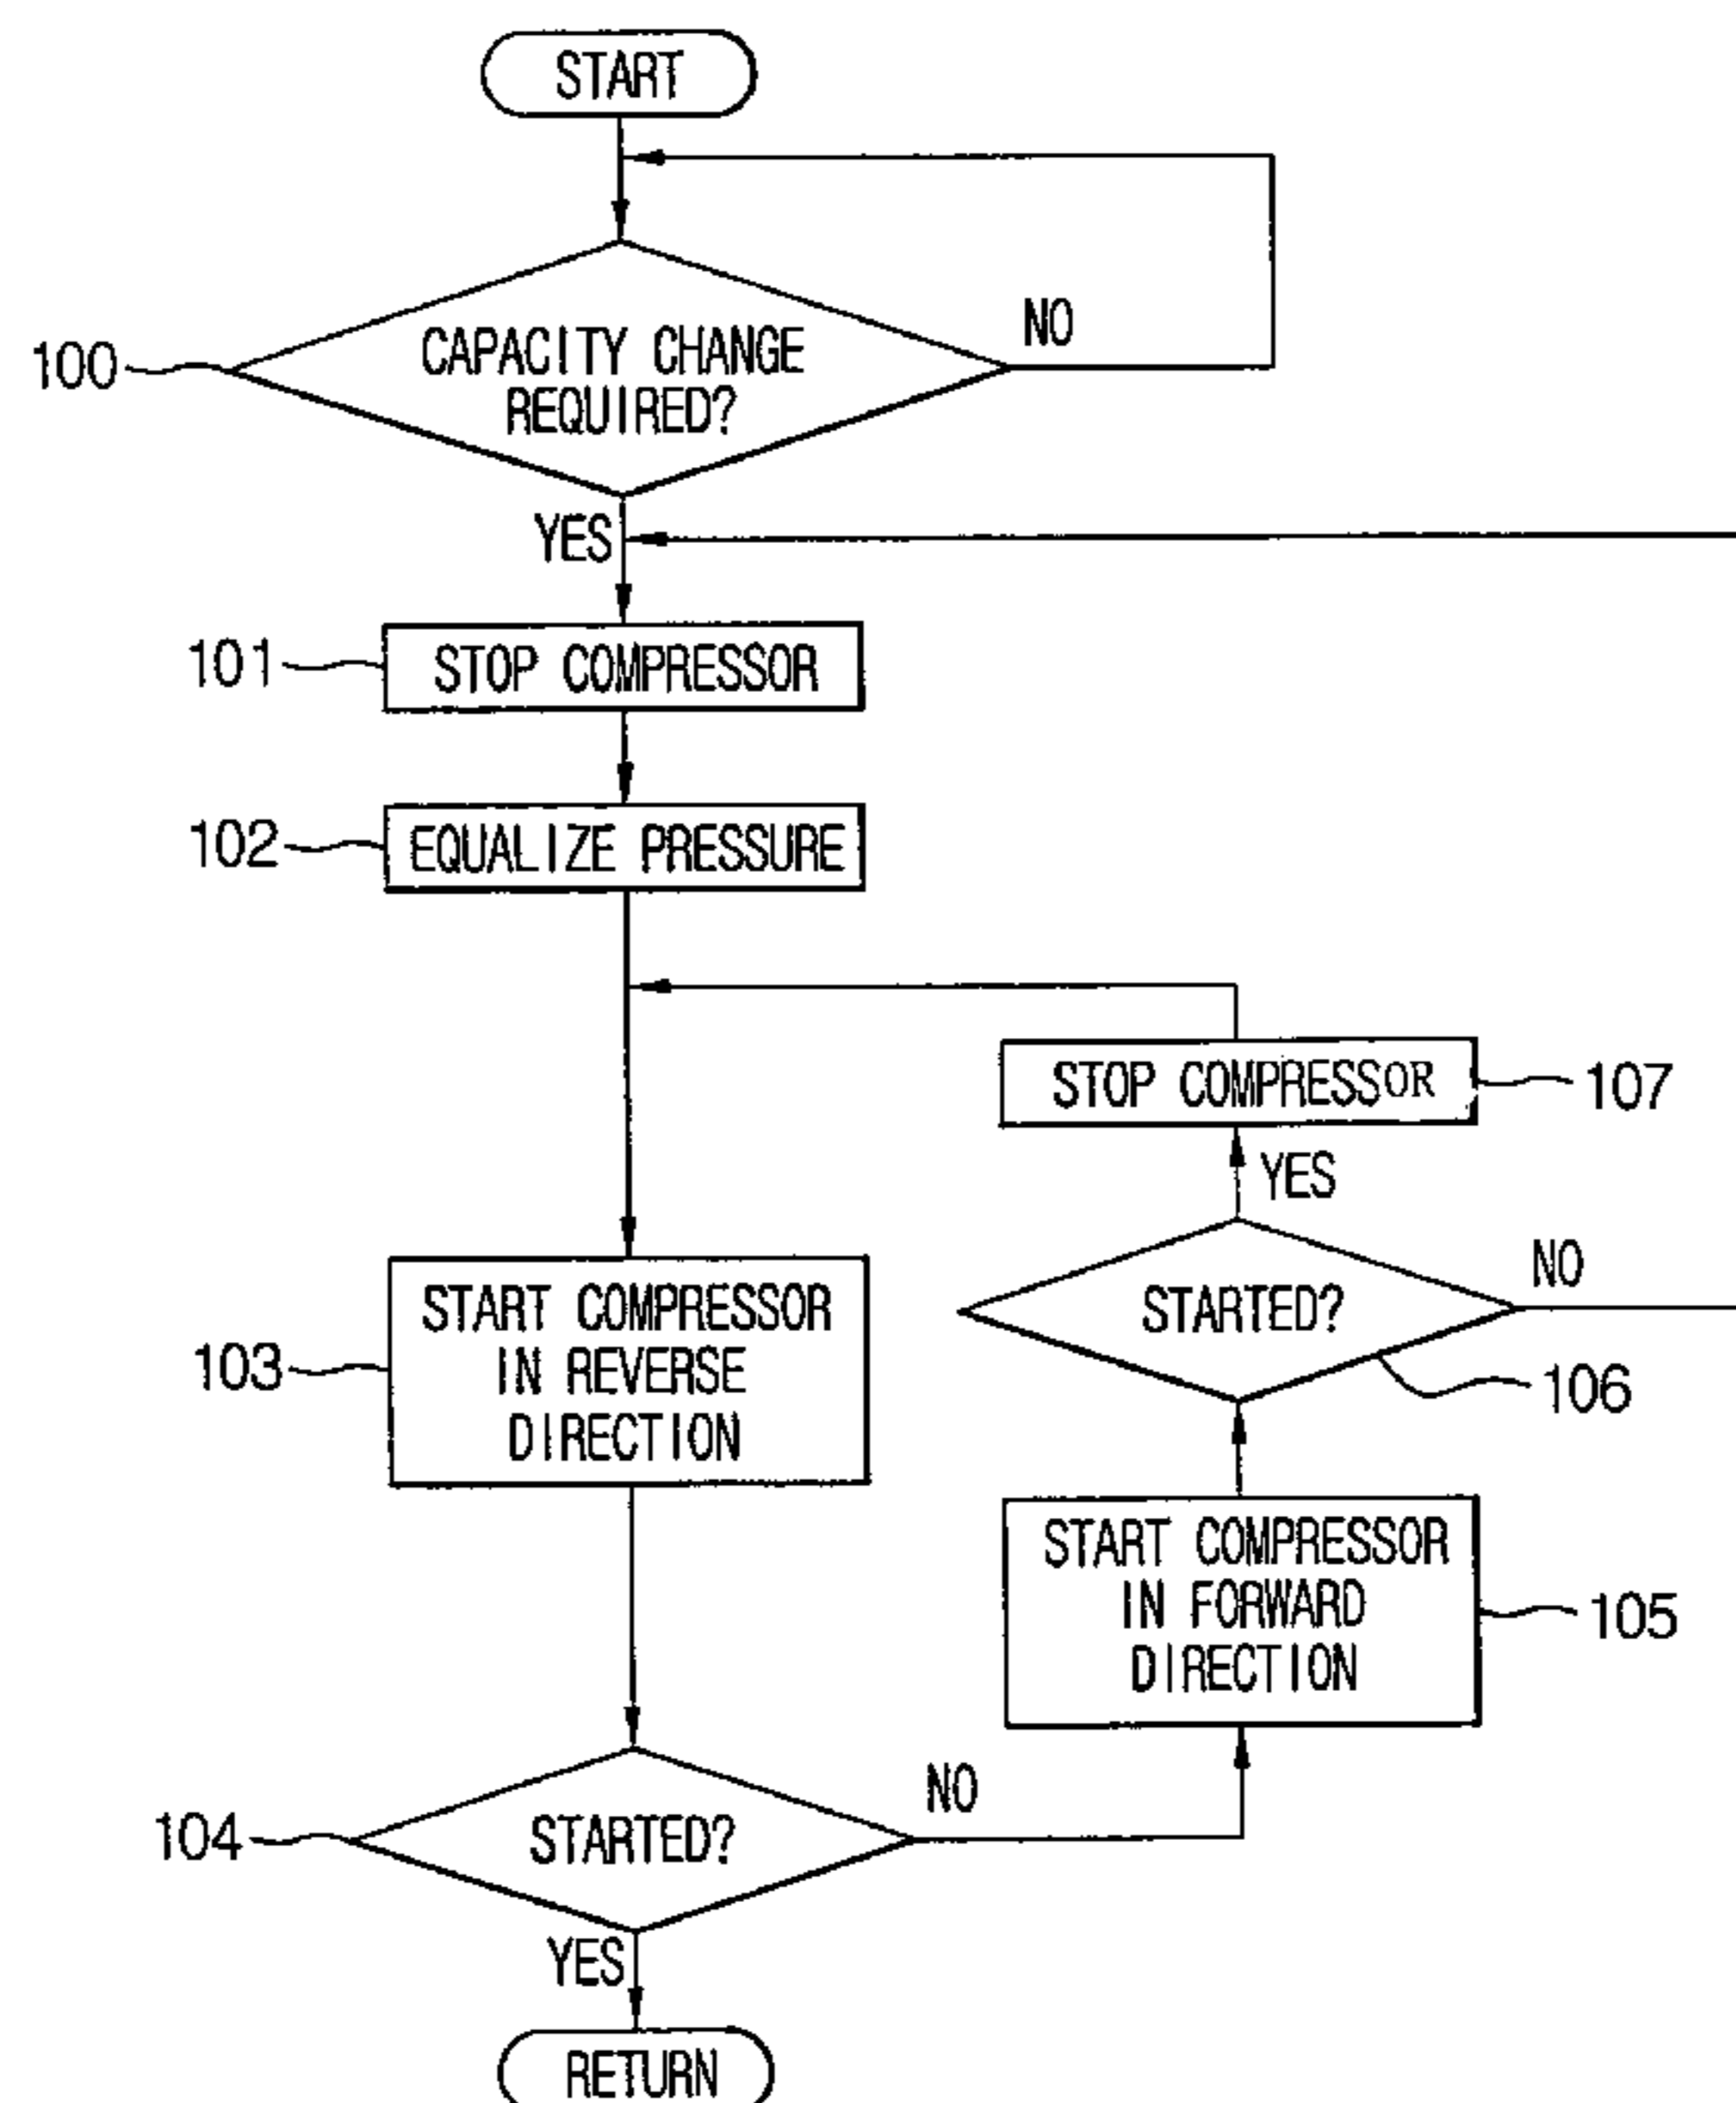 START
NO
100
CAPACITY CHANGE
REQUIRED?
YES
101
STOP COMPRESSOR
102
EQUALIZE PRESSURE
STOP COMPRESSOR
107
YES
103
START COMPRESSOR
IN REVERSE
DIRECTION
NO
STARTED?
106
START COMPRESSOR
IN FORWARD
DIRECTION
105
NO
104
STARTED?
YES
RETURN